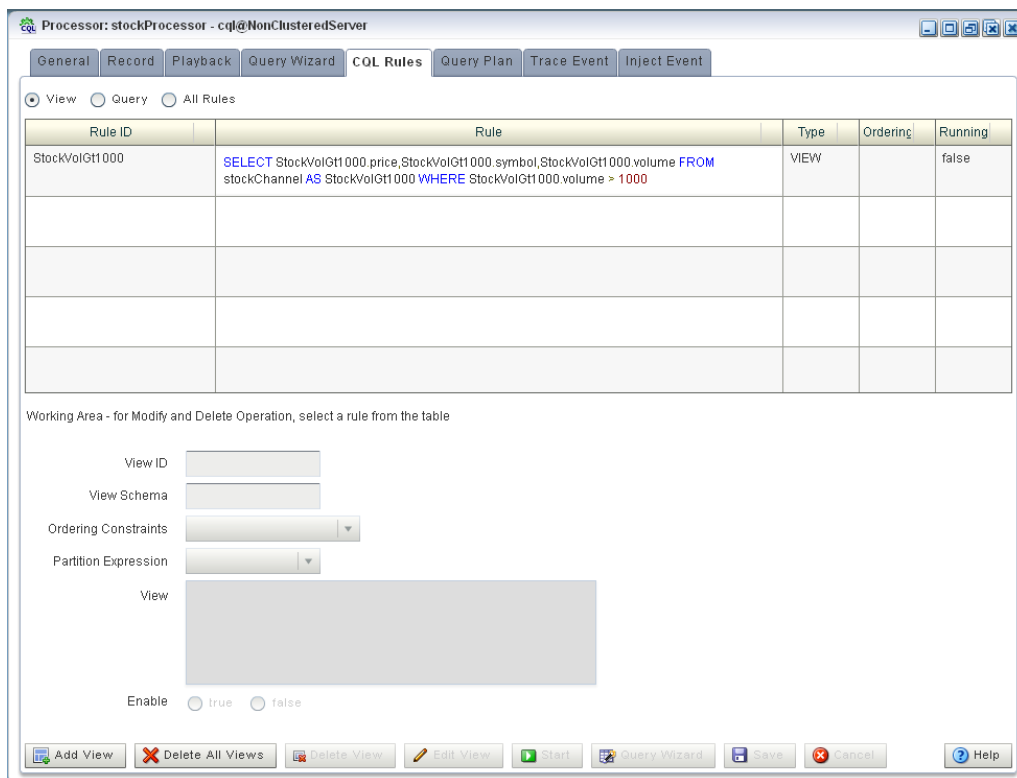 CQL Processor: stockProcessor - cql@NonClusteredServer
General Record Playback Query Wizard CQL Rules Query Plan Trace Event Inject Event
View Query All Rules
Rule ID Rule Type Ordering Running
StockVolGt1000 SELECT StockVolGt1000.price,StockVolGt1000.symbol,StockVolGt1000.volume FROM VIEW false
stockChannel AS StockVolGt1000 WHERE StockVolGt1000.volume > 1000
Working Area - for Modify and Delete Operation, select a rule from the table
View ID
View Schema
Ordering Constraints
Partition Expression
View
Enable true false
Add View Delete All Views Delete View Edit View Start Query Wizard Save Cancel Help